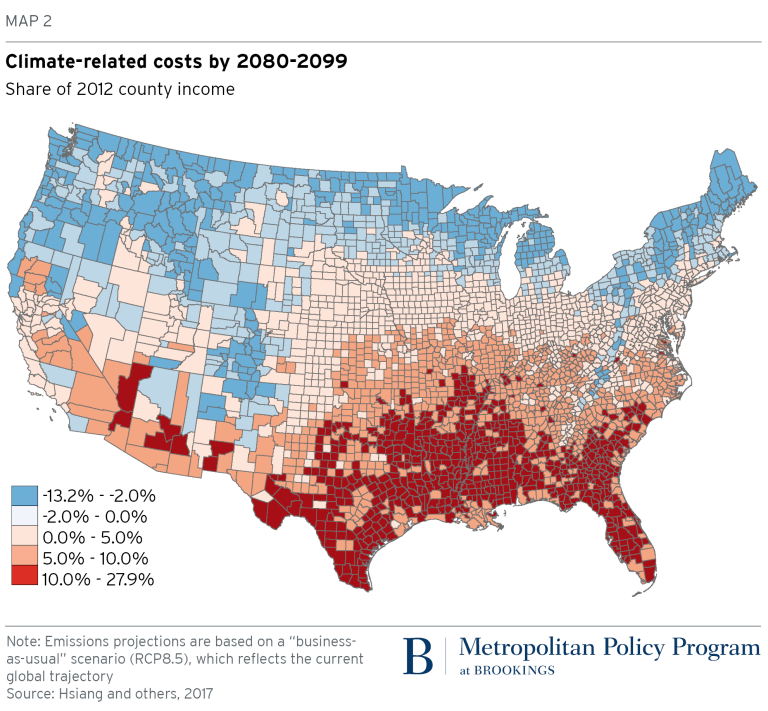 MAP 2
Climate-related costs by 2080-2099
Share of 2012 county income
-13.2% - -2.0%
-2.0% - 0.0%
0.0% - 5.0%
5.0% - 10.0%
10.0% - 27.9%
Note: Emissions projections are based on a “business-
as-usual” scenario (RCP8.5), which reflects the current
global trajectory
Source: Hsiang and others, 2017
B
Metropolitan Policy Program
at BROOKINGS